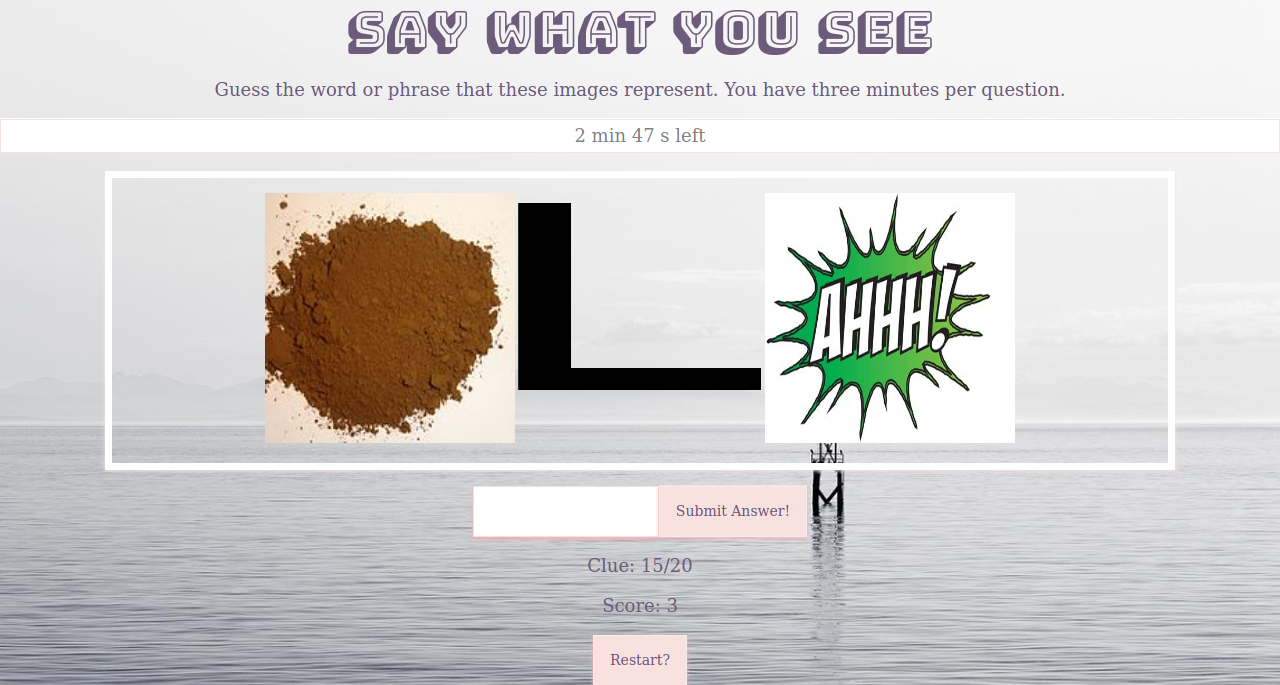 SAY WHAT YOU SEE
Guess the word or phrase that these images represent. You have three minutes per question.
2 min 47 s left
L
AHHH!
Submit Answer!
Clue: 15/20
Score: 3
Restart?